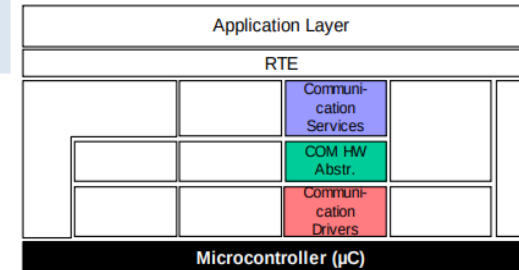 Application Layer
RTE
Communi-
cation
Services
COM HW
Abstr.
Communi-
cation
Drivers
Microcontroller (µC)